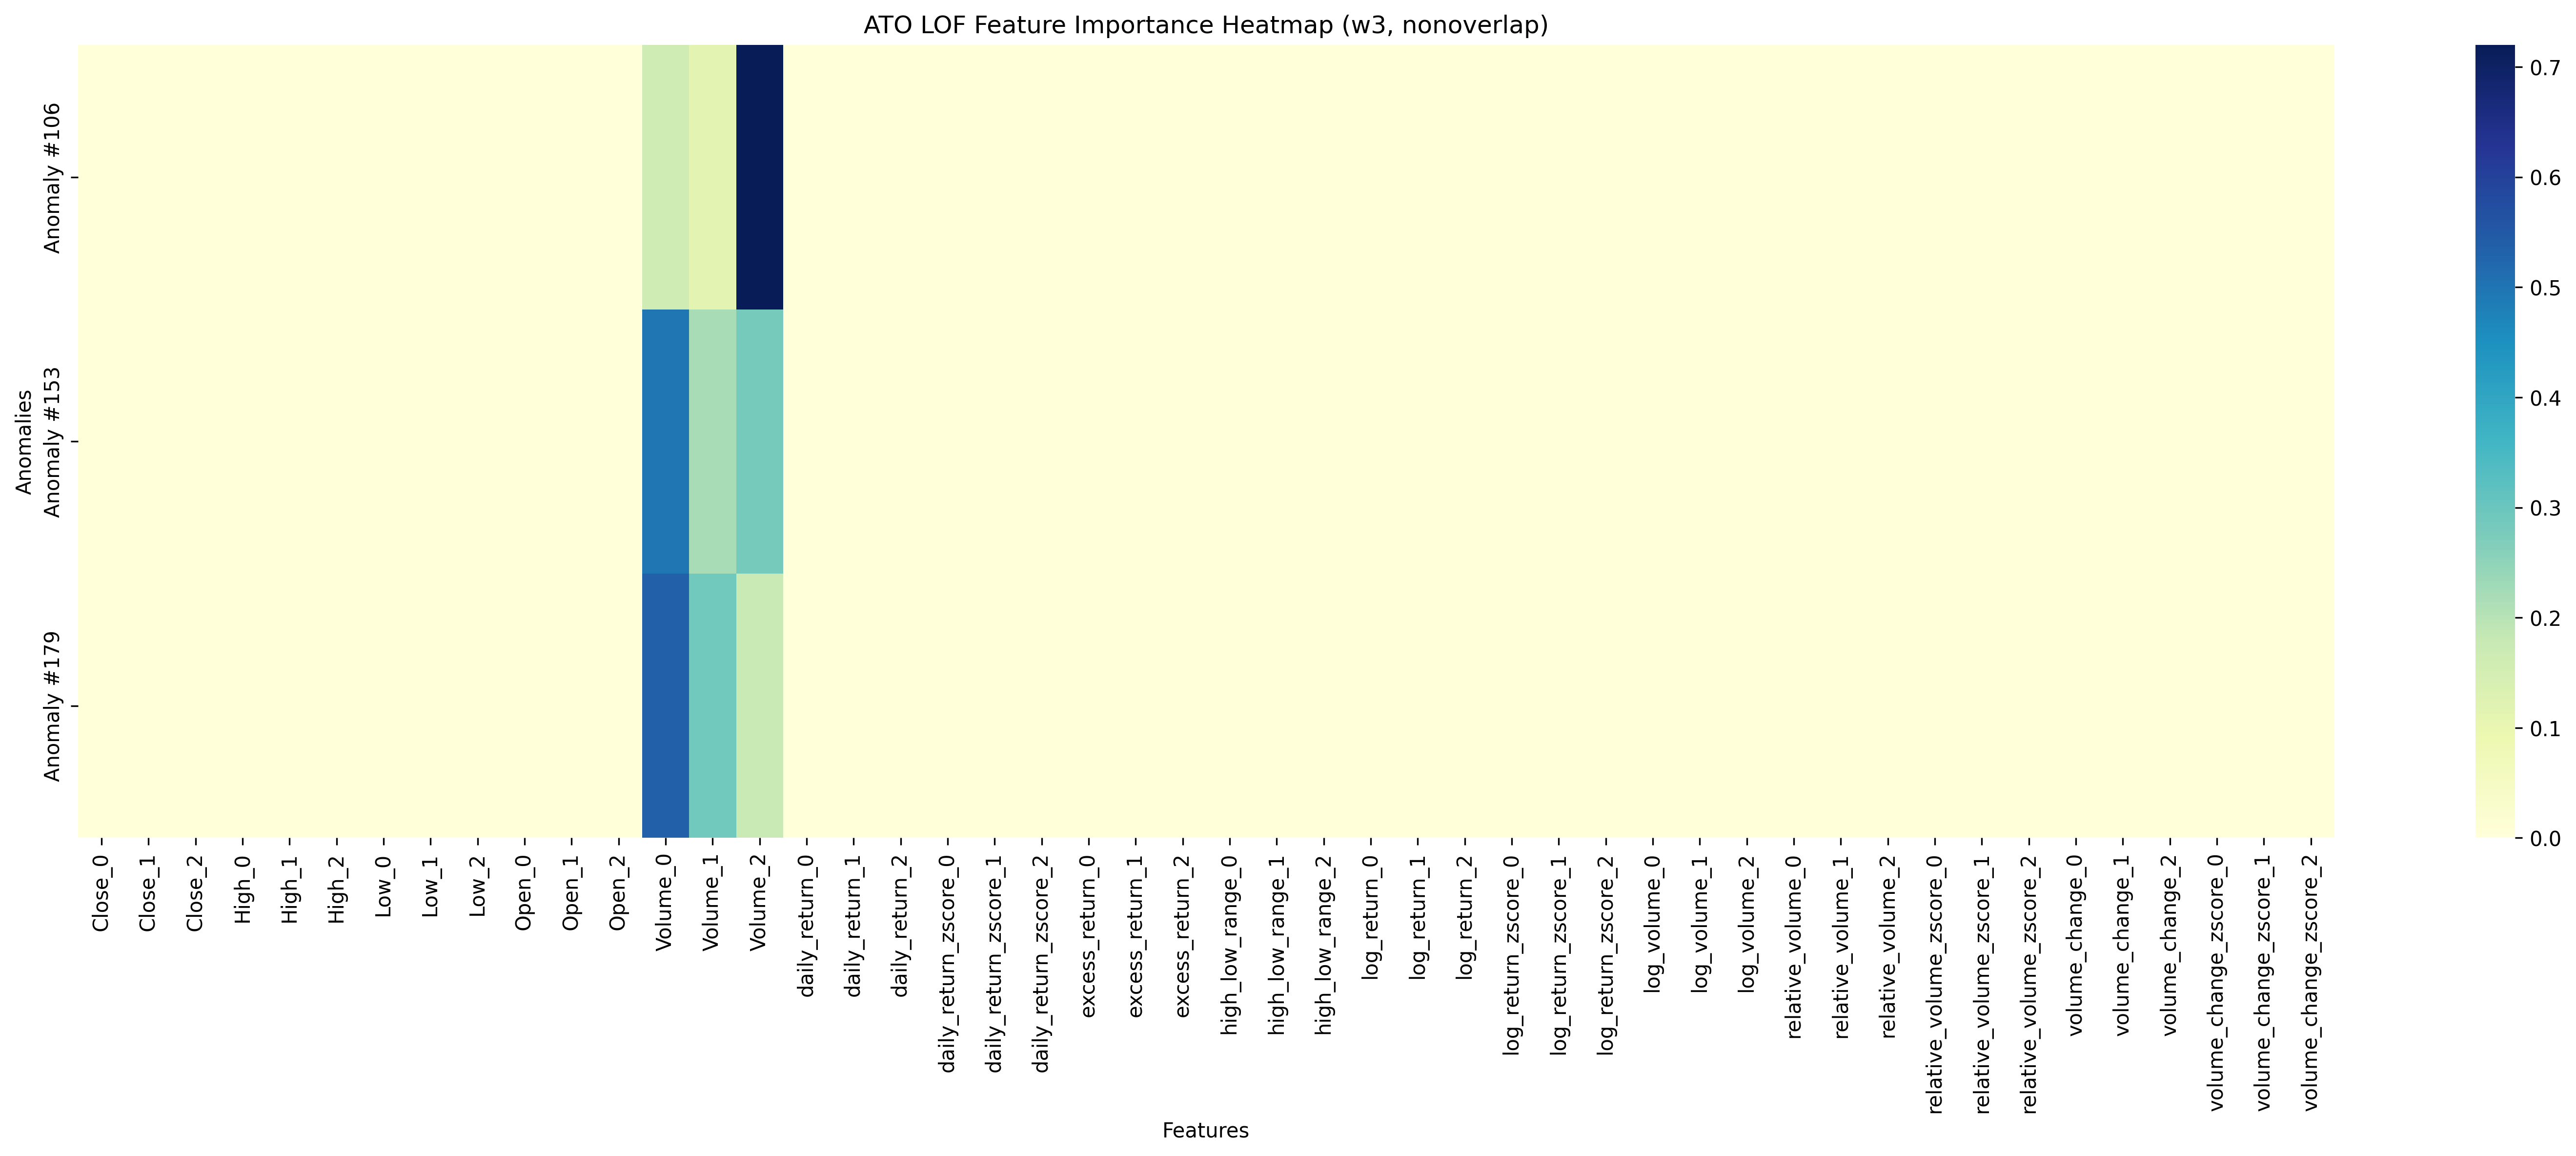 ATO LOF Feature Importance Heatmap (w3, nonoverlap)
Anomalies
Anomaly #106
Anomaly #153
Anomaly #179
0.7
0.6
0.5
0.4
0.3
0.2
0.1
0.0
Close_0
Close_1
Close_2
High_0
High_1
High_2
Low_0
Low_1
Low_2
Open_0
Open_1
Open_2
Volume_0
Volume_1
Volume_2
daily_return_0
daily_return_1
daily_return_2
daily_return_zscore_0
daily_return_zscore_1
daily_return_zscore_2
excess_return_0
excess_return_1
excess_return_2
high_low_range_0
high_low_range_1
high_low_range_2
log_return_0
log_return_1
log_return_2
log_return_zscore_0
log_return_zscore_1
log_return_zscore_2
log_volume_0
log_volume_1
log_volume_2
relative_volume_0
relative_volume_1
relative_volume_2
relative_volume_zscore_0
relative_volume_zscore_1
relative_volume_zscore_2
volume_change_0
volume_change_1
volume_change_2
volume_change_zscore_0
volume_change_zscore_1
volume_change_zscore_2
Features